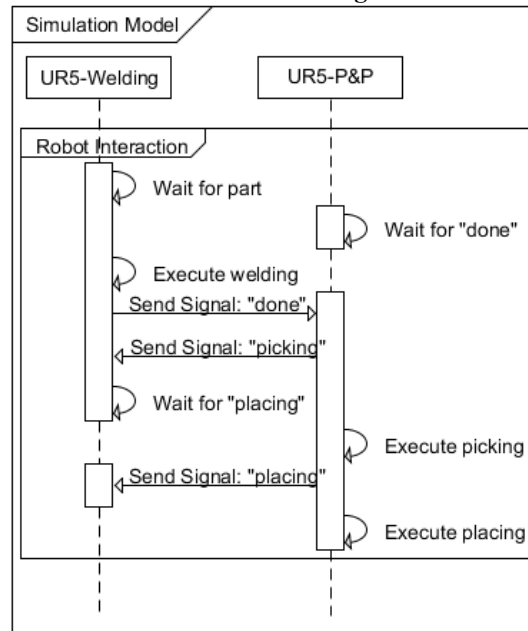 Simulation Model
UR5-Welding
UR5-P&P
Robot Interaction
Wait for part
Wait for "done"
Execute welding
Send Signal: "done"
Send Signal: "picking"
Wait for "placing"
Execute picking
Send Signal: "placing"
Execute placing